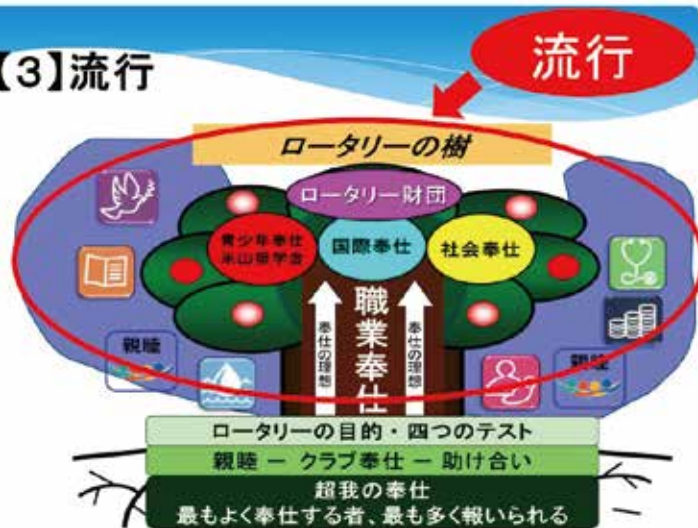 【3】流行
流行
ロータリーの樹
ロータリー財団
青少年奉仕
米山奨学会
国際奉仕
社会奉仕
職業奉仕
奉仕の理想
奉仕の理想
親睦
親睦
ロータリーの目的・四つのテスト
親睦 − クラブ奉仕 − 助け合い
超我の奉仕
最もよく奉仕する者、最も多く報いられる